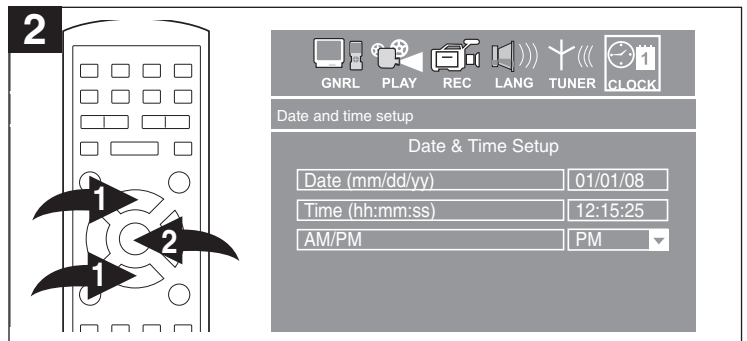 2
1
2
1
GNRL PLAY REC LANG TUNER CLOCK
1
Date and time setup
Date & Time Setup
Date (mm/dd/yy) 01/01/08
Time (hh:mm:ss) 12:15:25
AM/PM PM